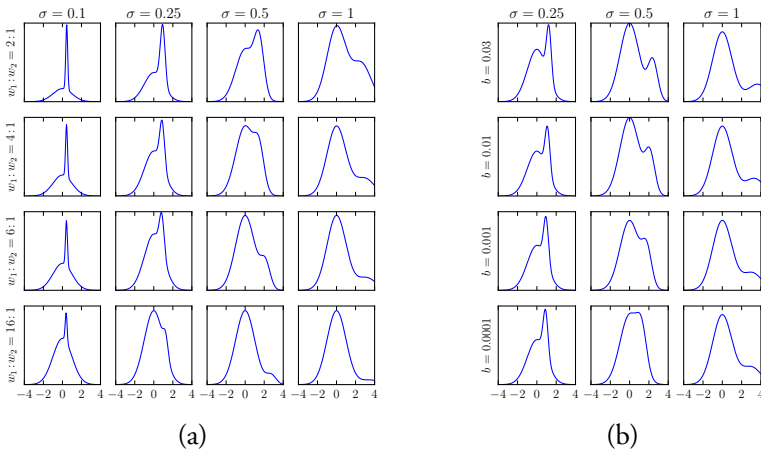 σ = 0.1 σ = 0.25 σ = 0.5 σ = 1
w₁ : w₂ = 2 : 1
w₁ : w₂ = 4 : 1
w₁ : w₂ = 6 : 1
w₁ : w₂ = 16 : 1
−4 −2 0 2 4 −4 −2 0 2 4 −4 −2 0 2 4 −4 −2 0 2 4
(a)
σ = 0.25 σ = 0.5 σ = 1
b = 0.03
b = 0.01
b = 0.001
b = 0.0001
−4 −2 0 2 4 −4 −2 0 2 4 −4 −2 0 2 4
(b)